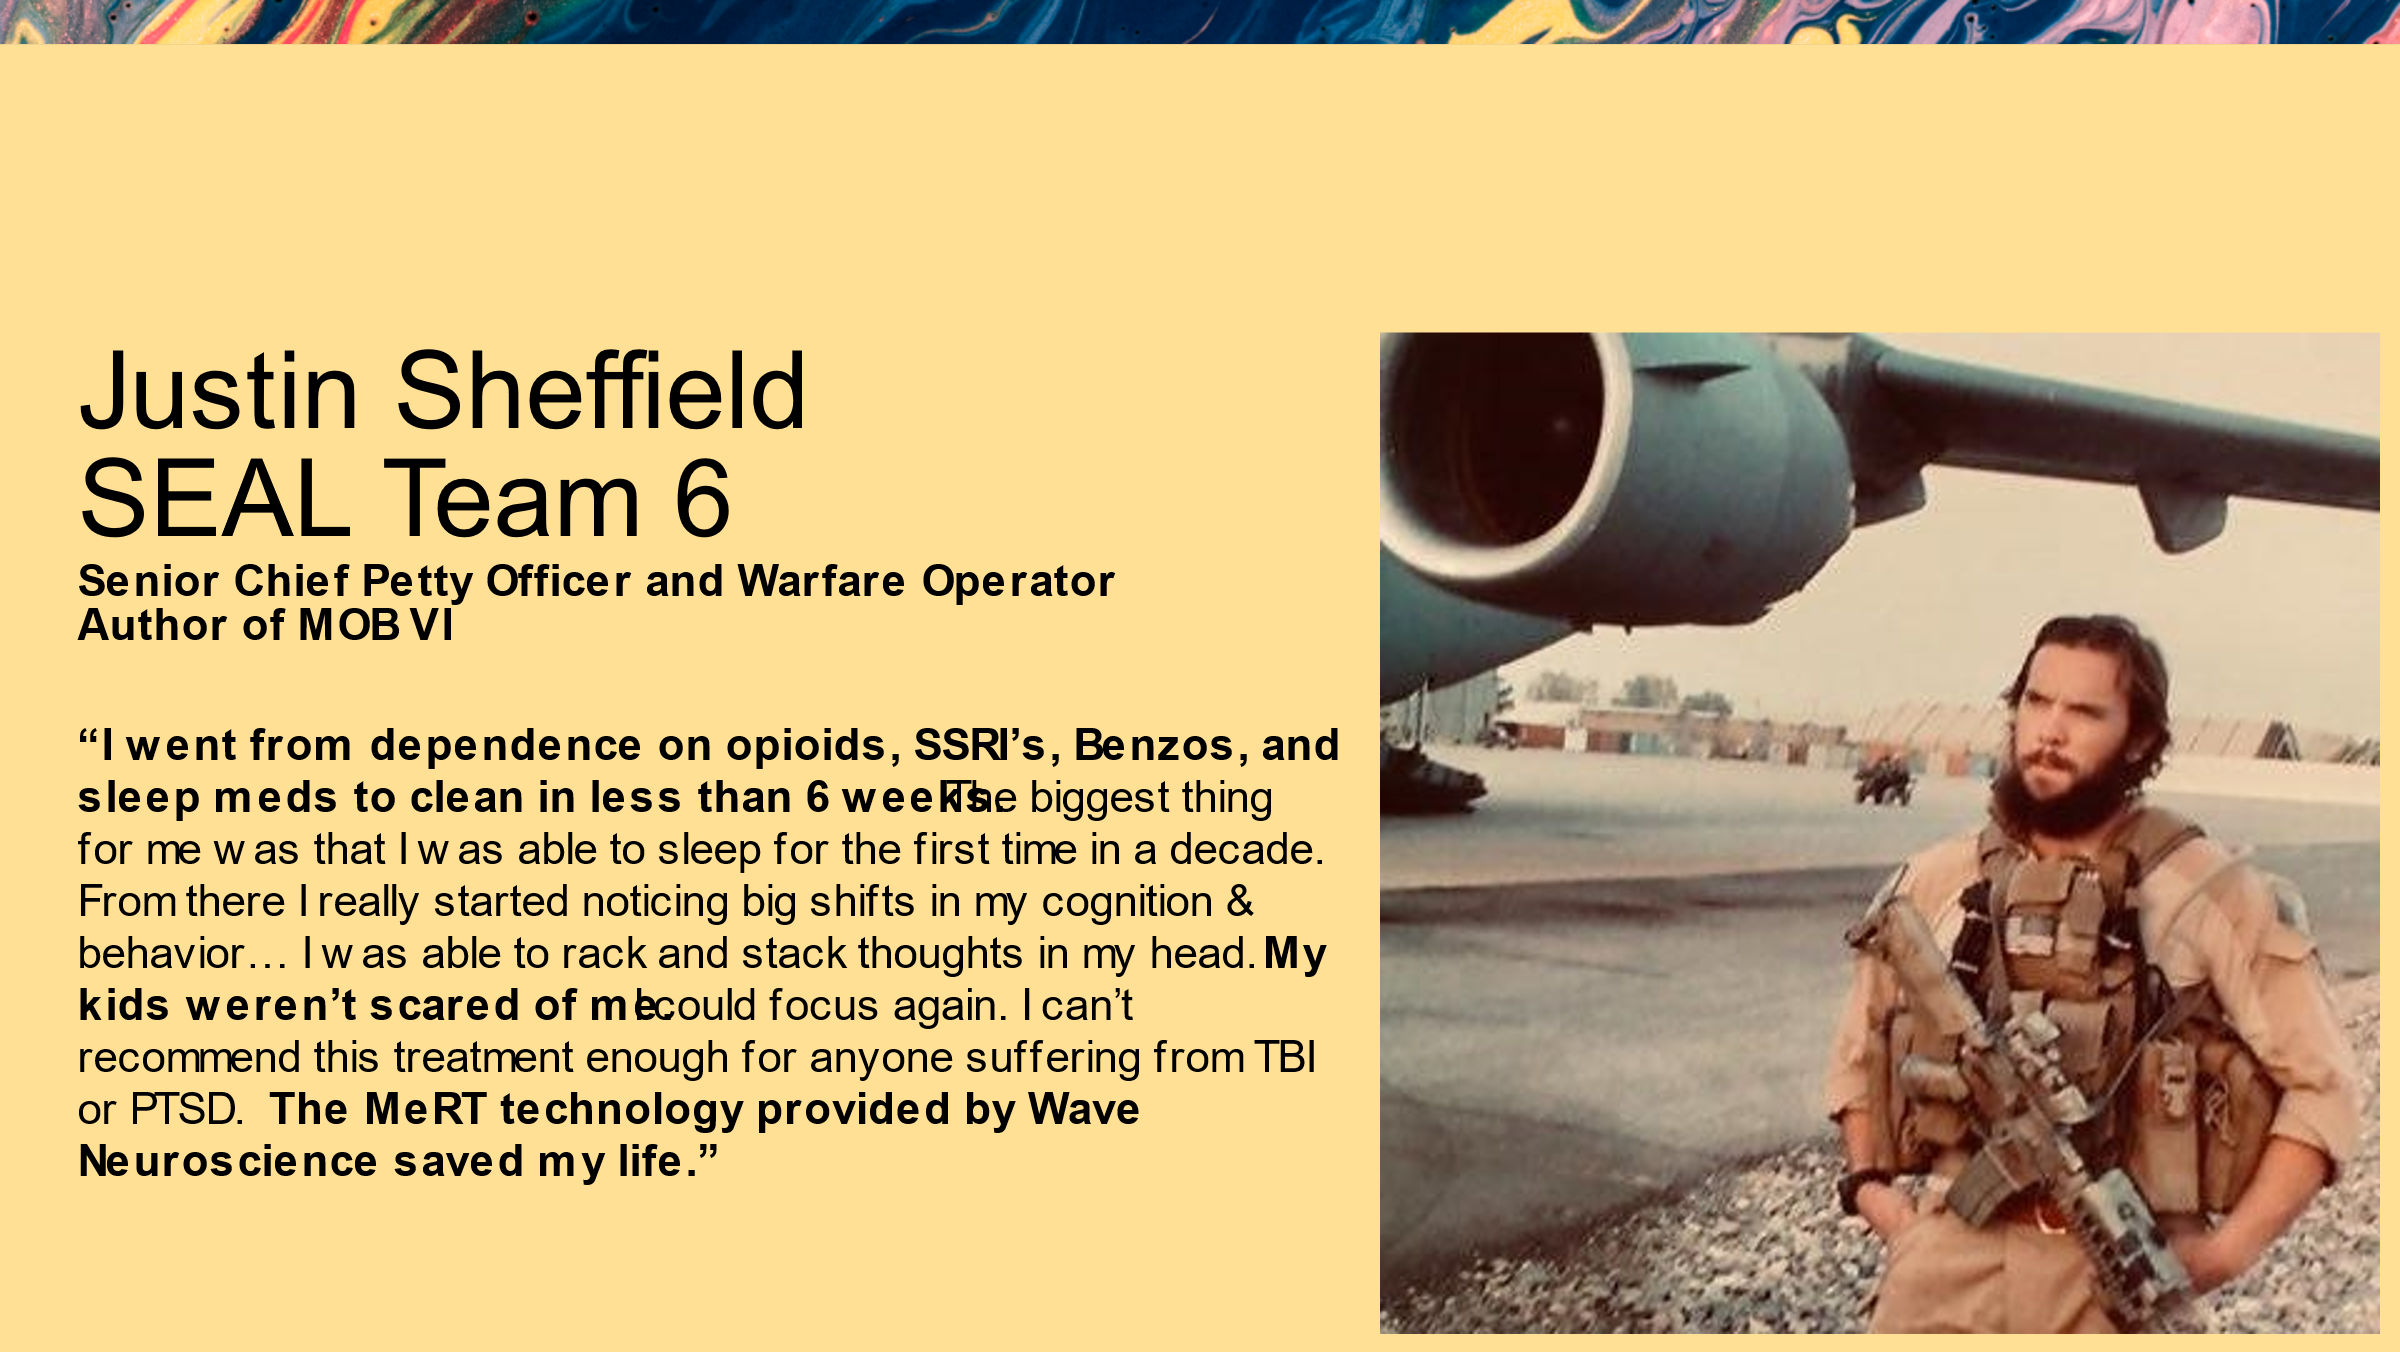 Justin Sheffield
SEAL Team 6
Senior Chief Petty Officer and Warfare Operator
Author of MOB VI
“I went from dependence on opioids, SSRI’s, Benzos, and
sleep meds to clean in less than 6 weeks. The biggest thing
for me was that I was able to sleep for the first time in a decade.
From there I really started noticing big shifts in my cognition &
behavior… I was able to rack and stack thoughts in my head. My
kids weren’t scared of me. I could focus again. I can’t
recommend this treatment enough for anyone suffering from TBI
or PTSD. The MeRT technology provided by Wave
Neuroscience saved my life.”